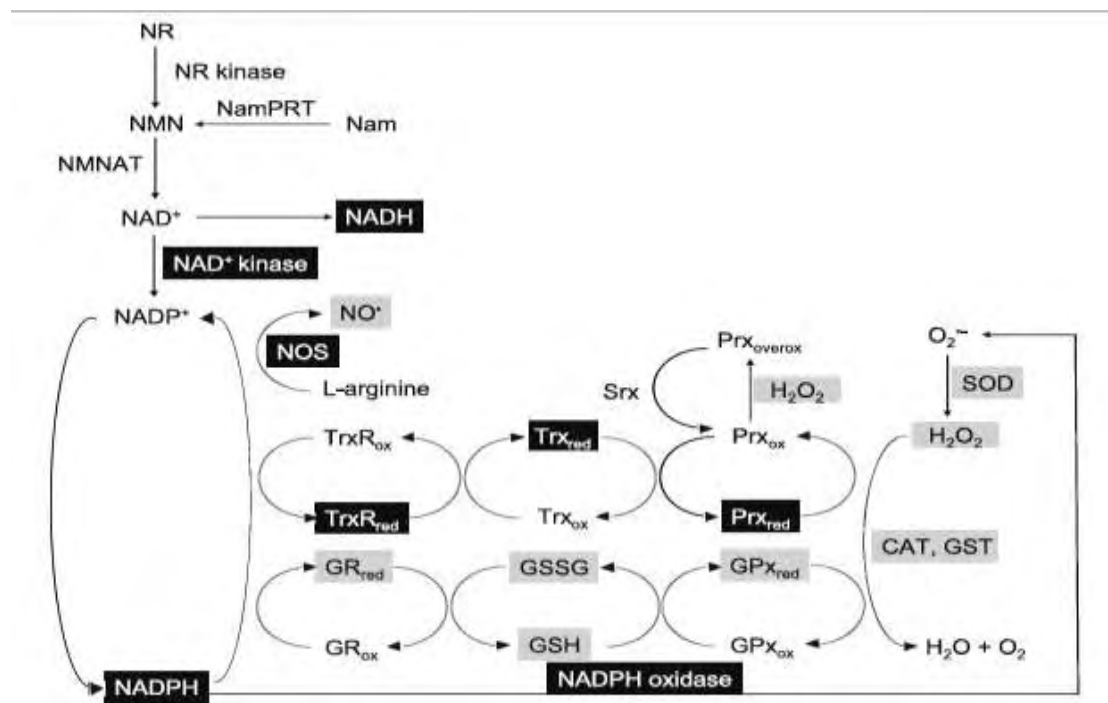 NR
NR kinase
NamPRT
NMN
Nam
NMNAT
NAD⁺
NADH
NAD⁺ kinase
NADP⁺
NO•
NOS
L-arginine
Prx_overox
O₂•−
Srx
H₂O₂
SOD
TrxR_ox
Trx_red
Prx_ox
H₂O₂
TrxR_red
Trx_ox
Prx_red
CAT, GST
GR_red
GSSG
GPx_red
GR_ox
GSH
GPx_ox
H₂O + O₂
NADPH
NADPH oxidase